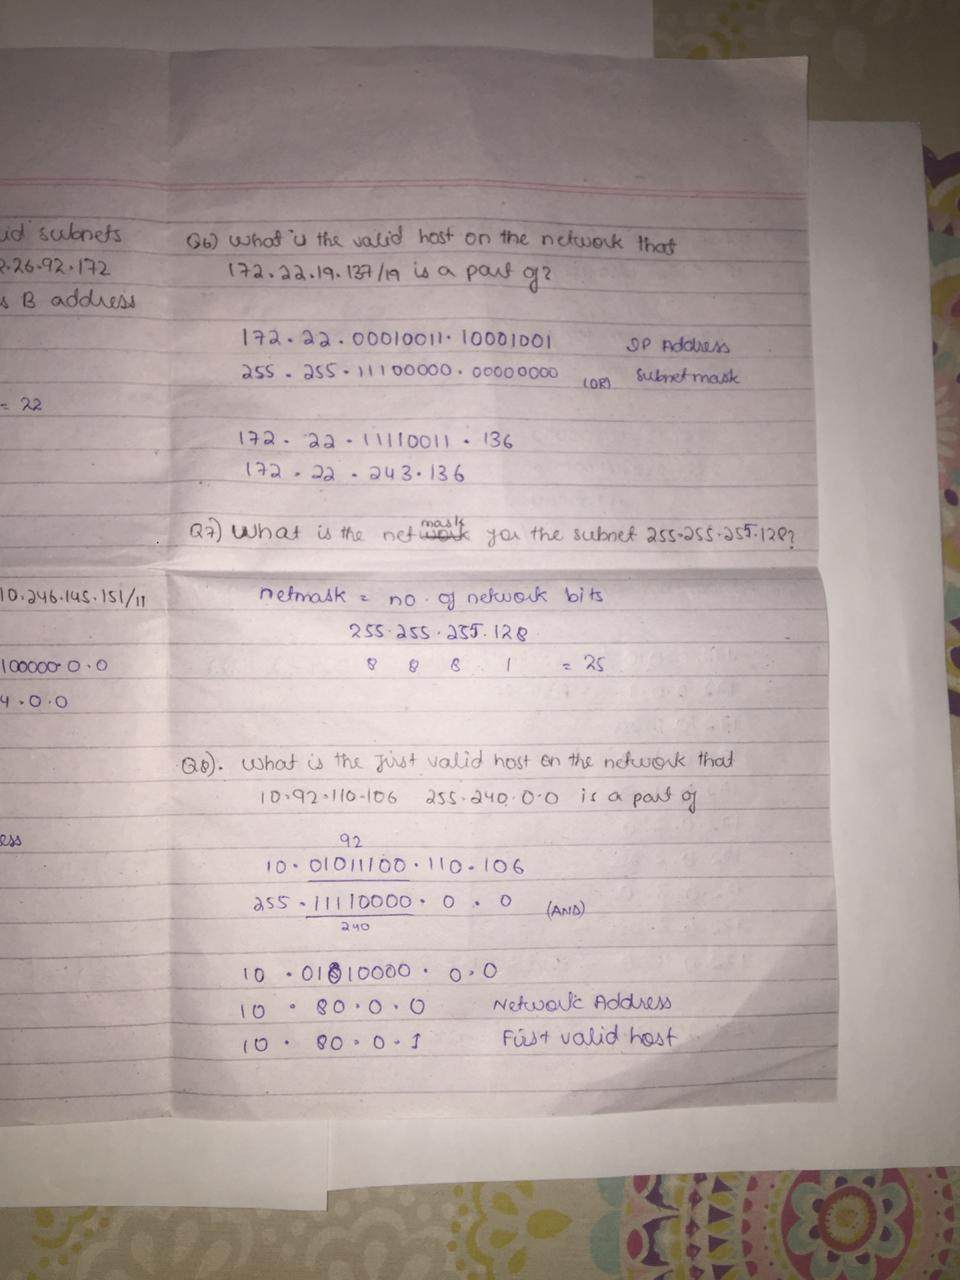 id subnets
2.26.92.172
s B address
= 22
10.246.145.151/11
100000.0.0
4.0.0
ess
Q6) What is the valid host on the network that
172.22.19.137/19 is a part of?
172.22.00010011.10001001 IP Address
255.255.11100000.00000000 (OR) Subnet mask
172.22.11110011.136
172.22.243.136
mask
Q7) What is the network for the subnet 255.255.255.128?
netmask = no. of network bits
255.255.255.128
8 8 8 1 = 25
Q8). What is the first valid host on the network that
10.92.110.106 255.240.0.0 is a part of
92
10.01011100.110.106
255.11110000.0.0 (AND)
240
10.01010000.0.0
10.80.0.0 Network Address
10.80.0.1 First valid host